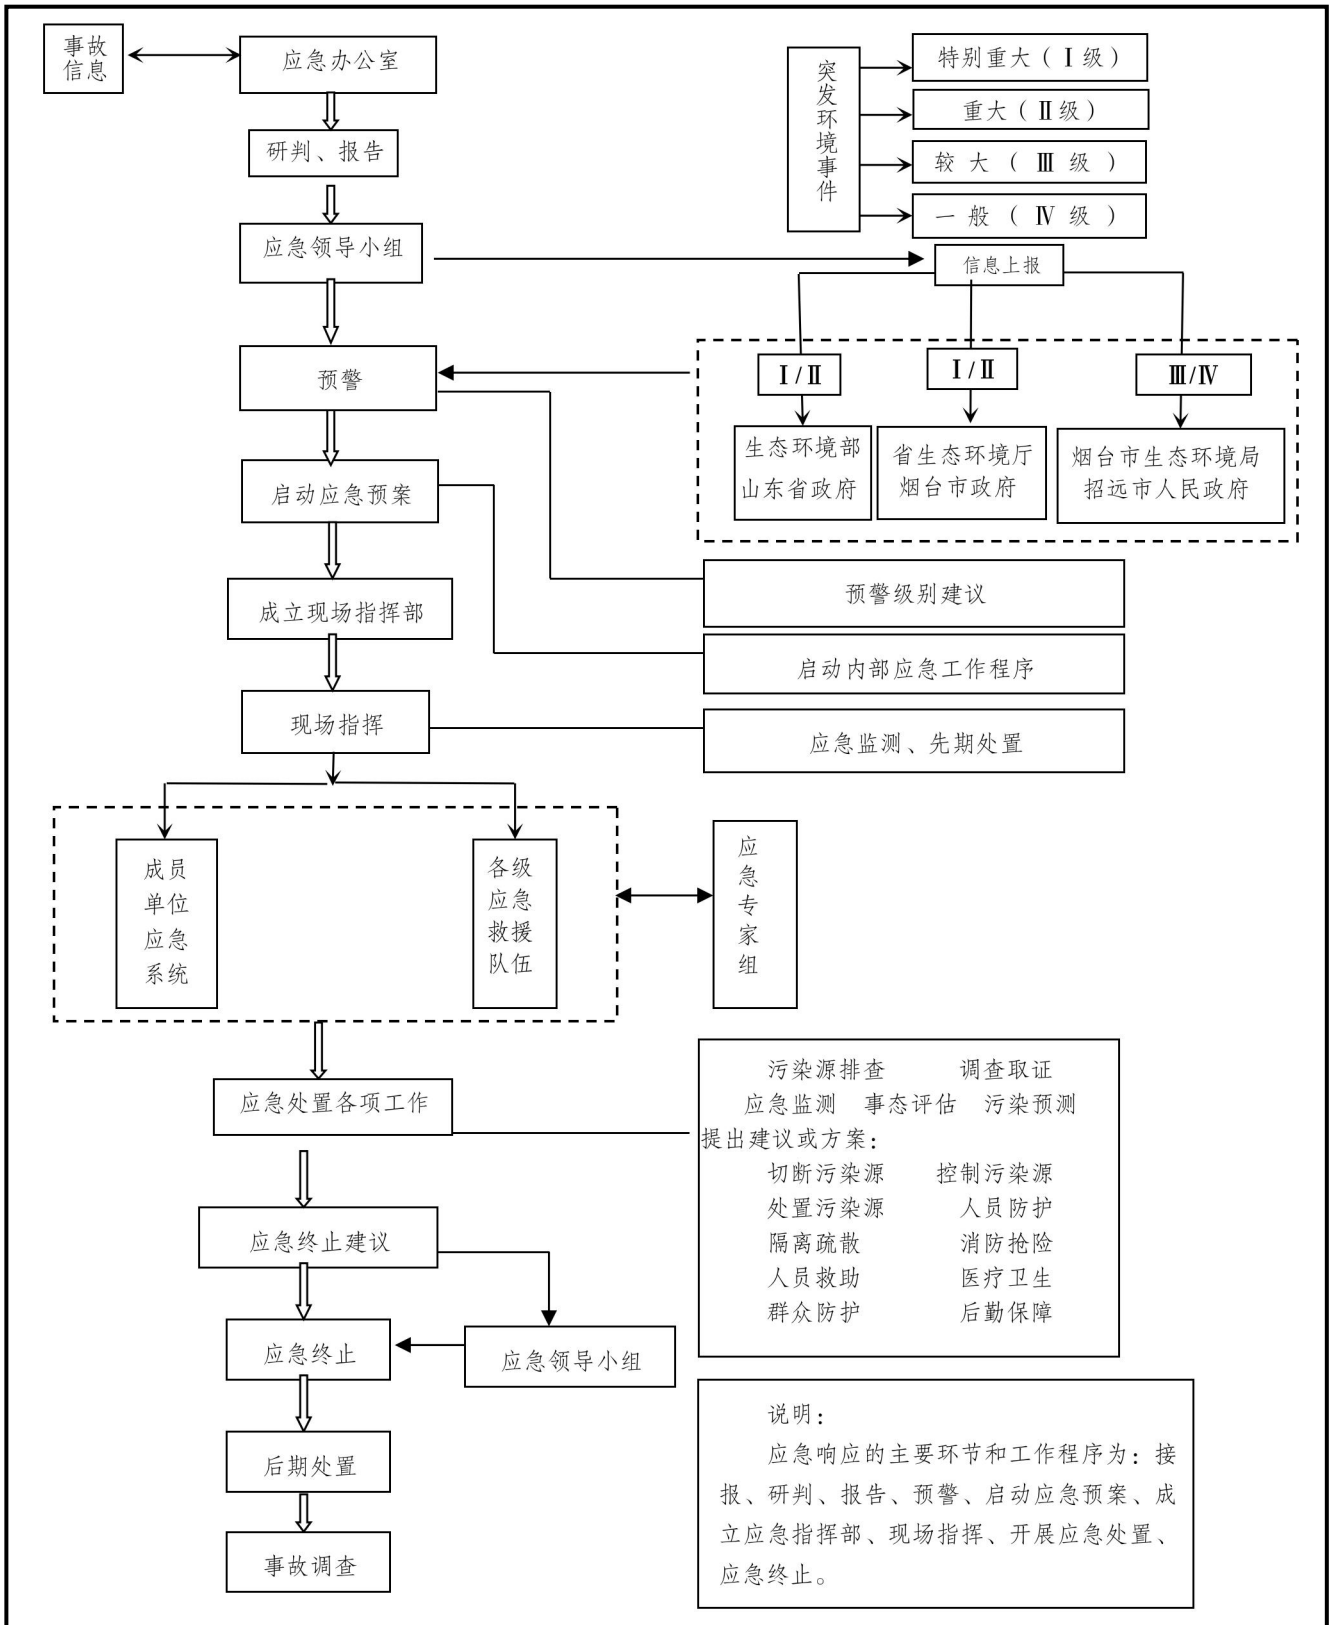 事故
信息
应急办公室
研判、报告
应急领导小组
突发环境事件
特别重大（Ⅰ级）
重大（Ⅱ级）
较大（Ⅲ级）
一般（Ⅳ级）
信息上报
Ⅰ/Ⅱ
Ⅰ/Ⅱ
Ⅲ/Ⅳ
生态环境部
山东省政府
省生态环境厅
烟台市政府
烟台市生态环境局
招远市人民政府
预警
启动应急预案
成立现场指挥部
现场指挥
预警级别建议
启动内部应急工作程序
应急监测、先期处置
成员
单位
应急
系统
各级
应急
救援
队伍
应急专家组
应急处置各项工作
污染源排查 调查取证
应急监测 事态评估 污染预测
提出建议或方案：
切断污染源 控制污染源
处置污染源 人员防护
隔离疏散 消防抢险
人员救助 医疗卫生
群众防护 后勤保障
应急终止建议
应急终止
应急领导小组
后期处置
事故调查
说明：
应急响应的主要环节和工作程序为：接
报、研判、报告、预警、启动应急预案、成
立应急指挥部、现场指挥、开展应急处置、
应急终止。